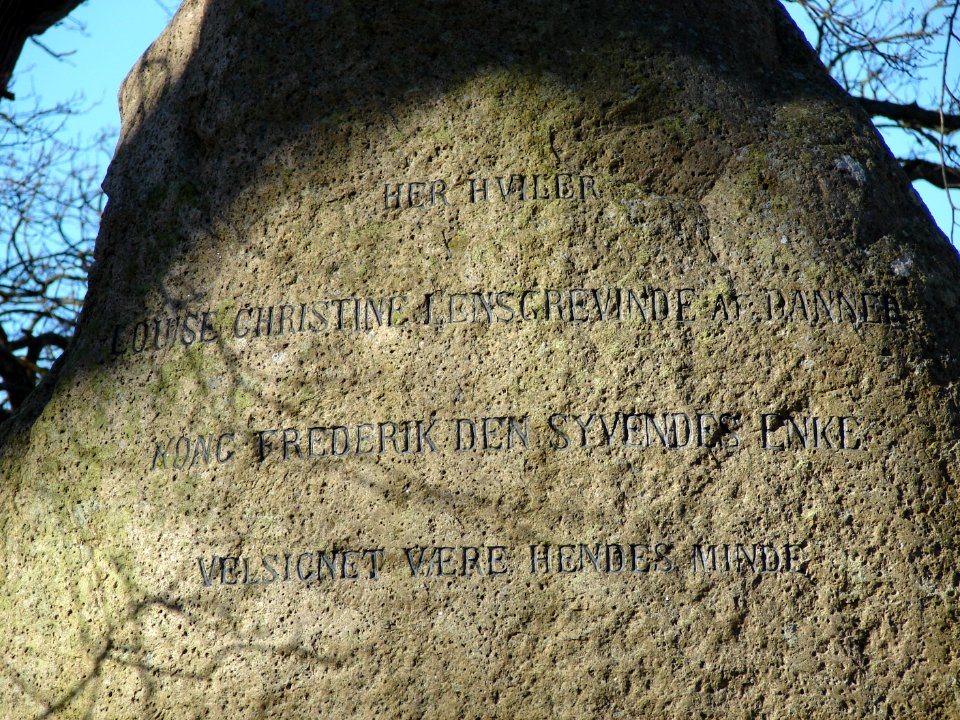 HER HVILER
LOUISE CHRISTINE LENSGREVINDE AF DANNER
KONG FREDERIK DEN SYVENDES ENKE
VELSIGNET VÆRE HENDES MINDE